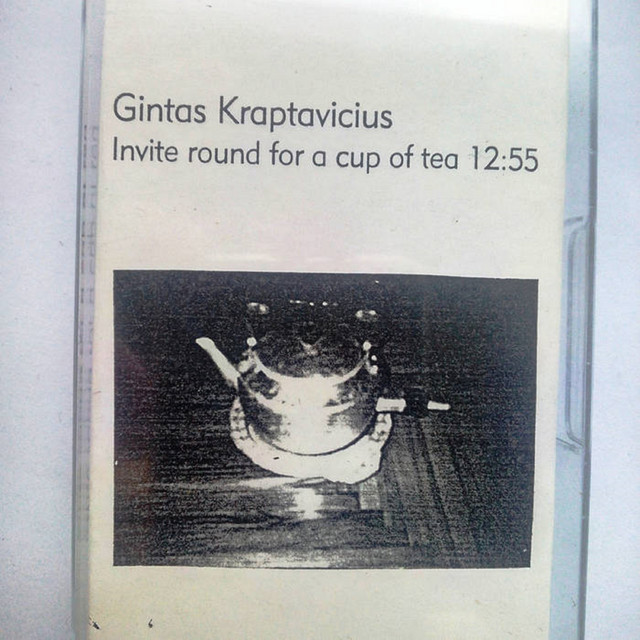 Gintas Kraptavicius
Invite round for a cup of tea 12:55